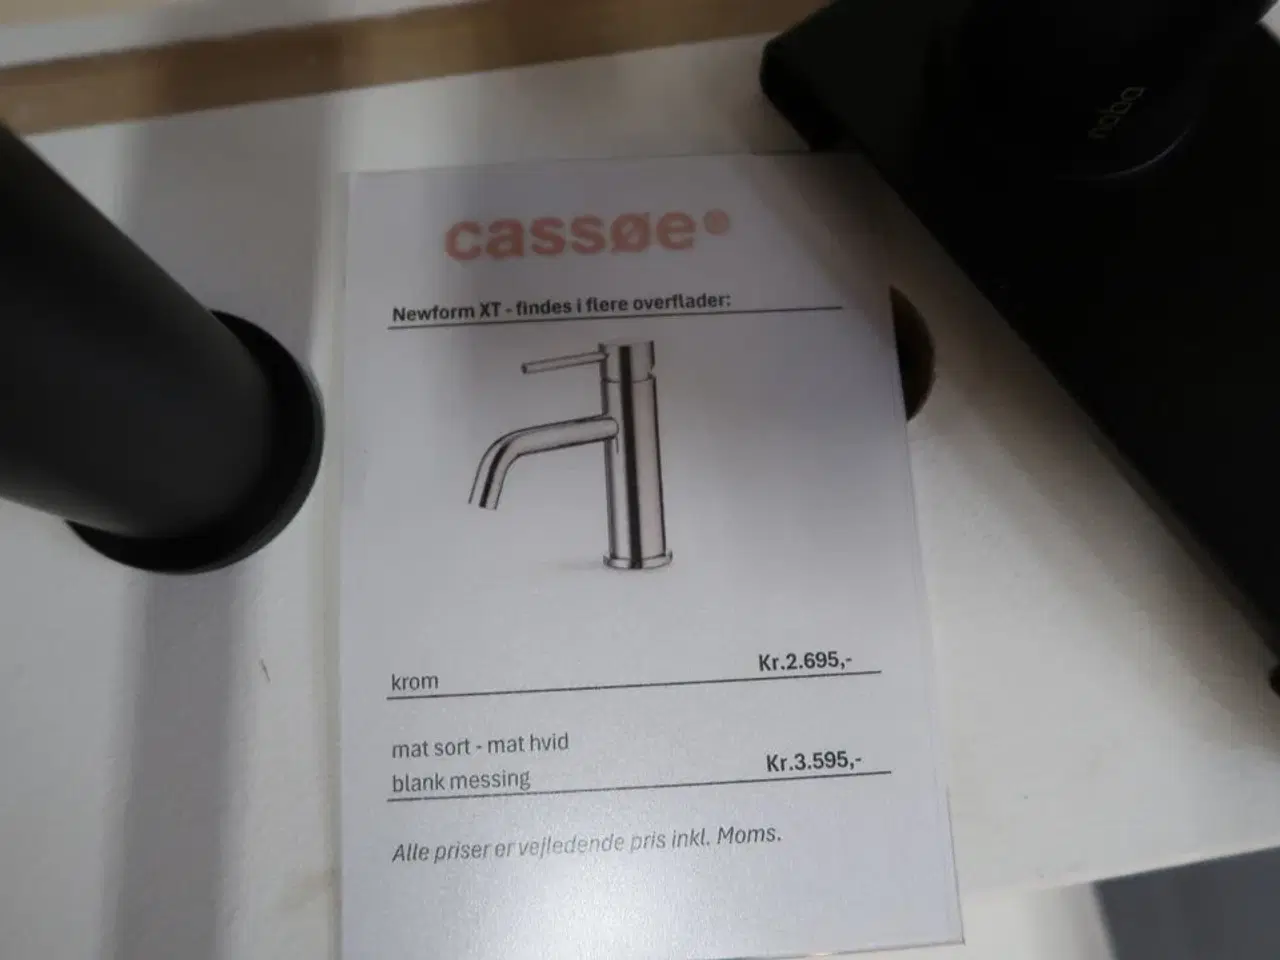 noba
cassøe
Newform XT - findes i flere overflader:
krom Kr.2.695,-
mat sort - mat hvid
blank messing Kr.3.595,-
Alle priser er vejledende pris inkl. Moms.